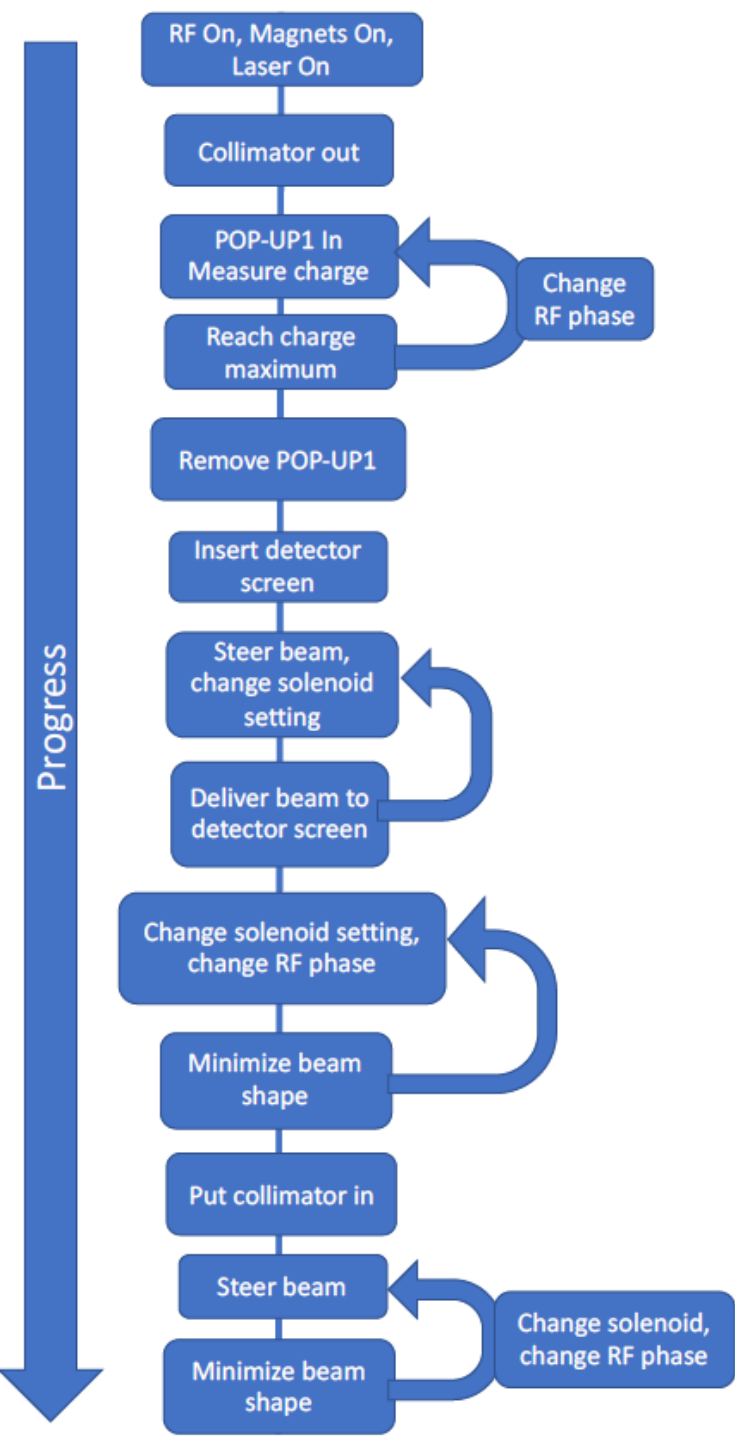 RF On, Magnets On,
Laser On
Collimator out
POP-UP1 In
Measure charge
Change
RF phase
Reach charge
maximum
Remove POP-UP1
Insert detector
screen
Steer beam,
change solenoid
setting
Progress
Deliver beam to
detector screen
Change solenoid setting,
change RF phase
Minimize beam
shape
Put collimator in
Steer beam
Change solenoid,
change RF phase
Minimize beam
shape